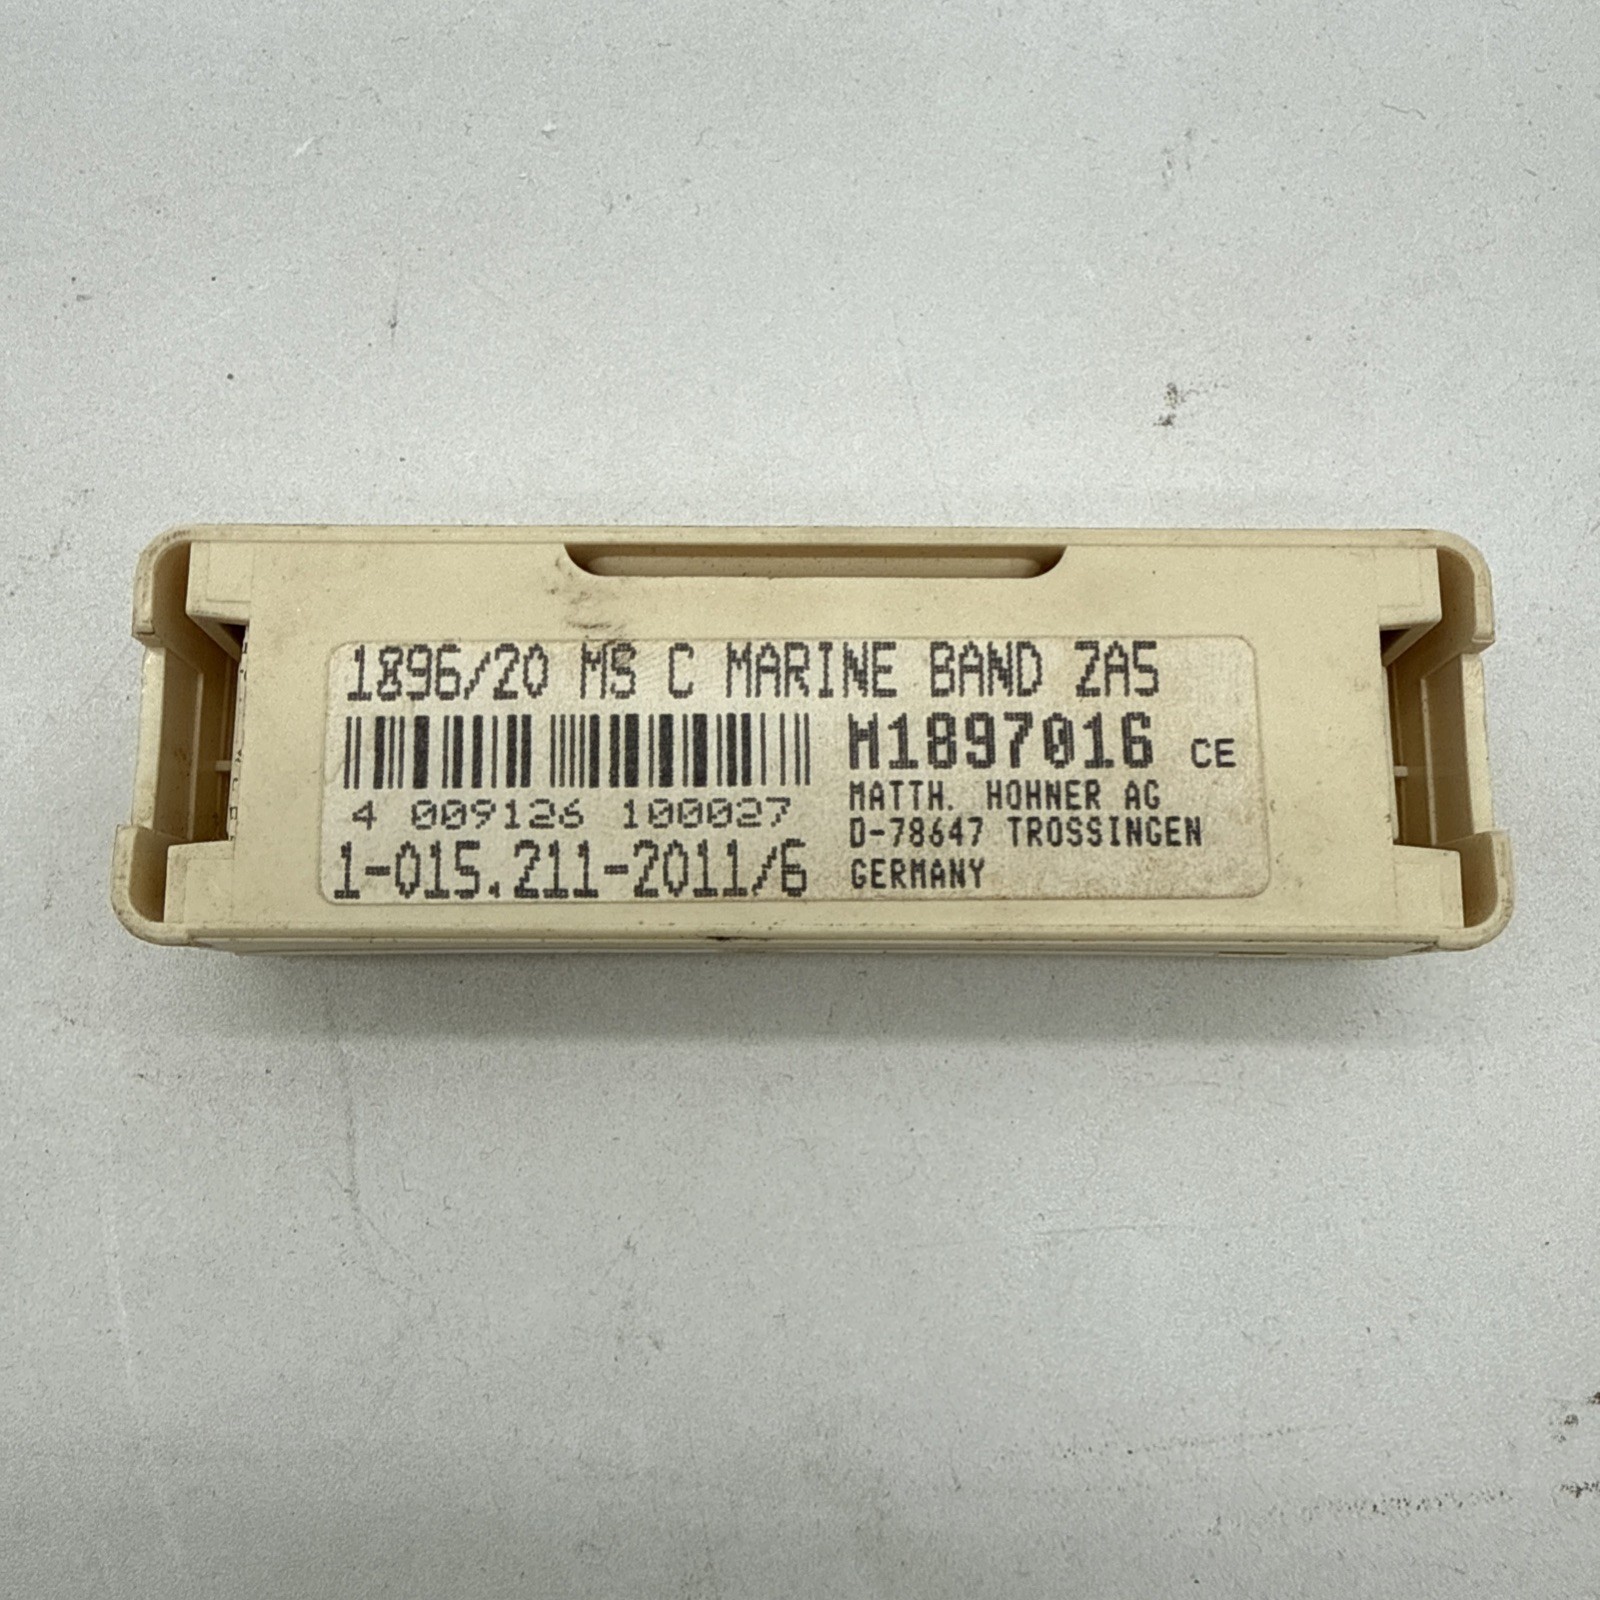 1896/20 MS C MARINE BAND ZA5
M1897016 CE
4 009126 100027
MATTH. HOHNER AG
D-78647 TROSSINGEN
1-015.211-2011/6
GERMANY